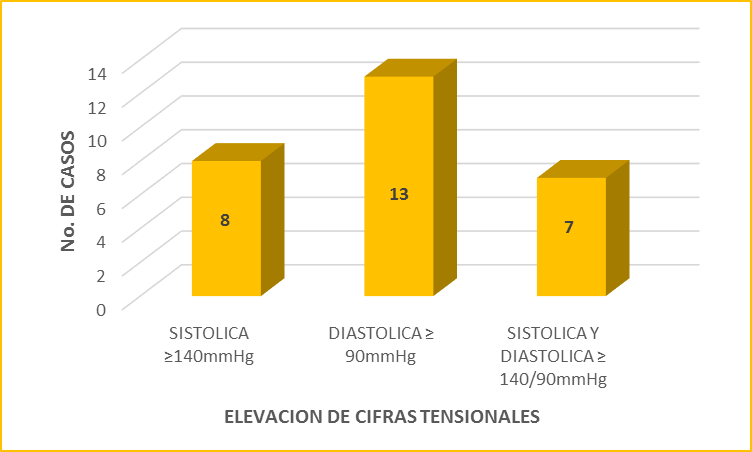 No. DE CASOS
14
12
10
8
6
4
2
0
8
13
7
SISTOLICA
≥140mmHg
DIASTOLICA ≥
90mmHg
SISTOLICA Y
DIASTOLICA ≥
140/90mmHg
ELEVACION DE CIFRAS TENSIONALES